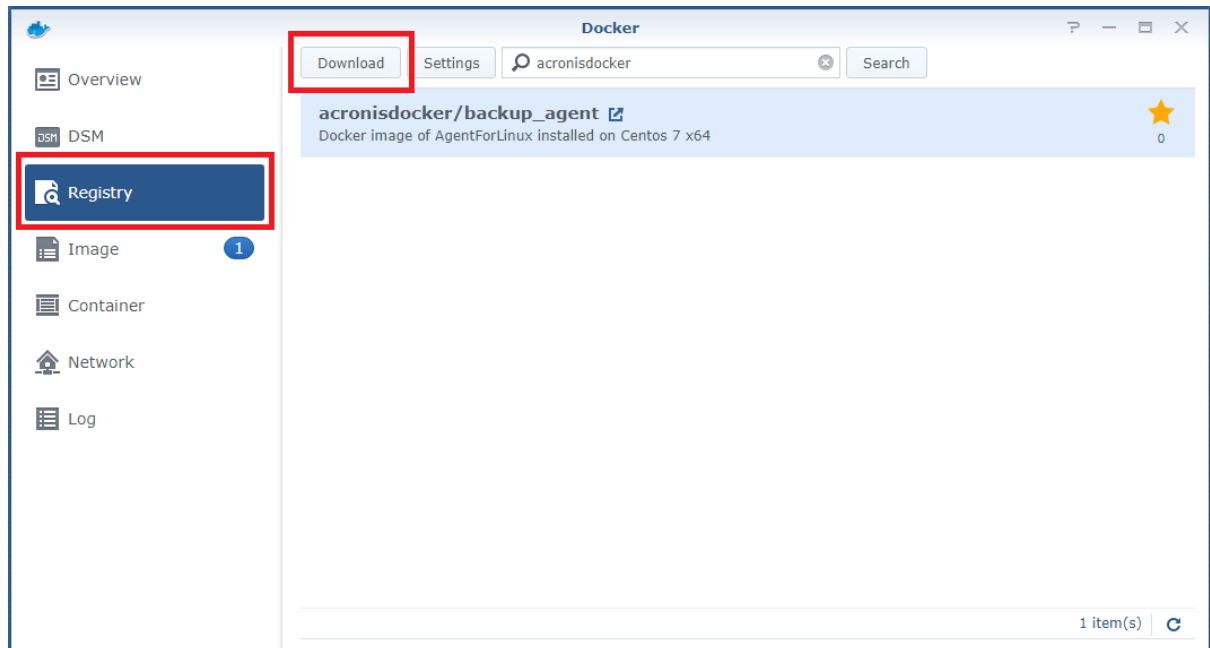 Docker
Overview
DSM
DSM
Registry
Image 1
Container
Network
Log
Download Settings acronisdocker Search
acronisdocker/backup_agent
Docker image of AgentForLinux installed on Centos 7 x64
0
1 item(s)